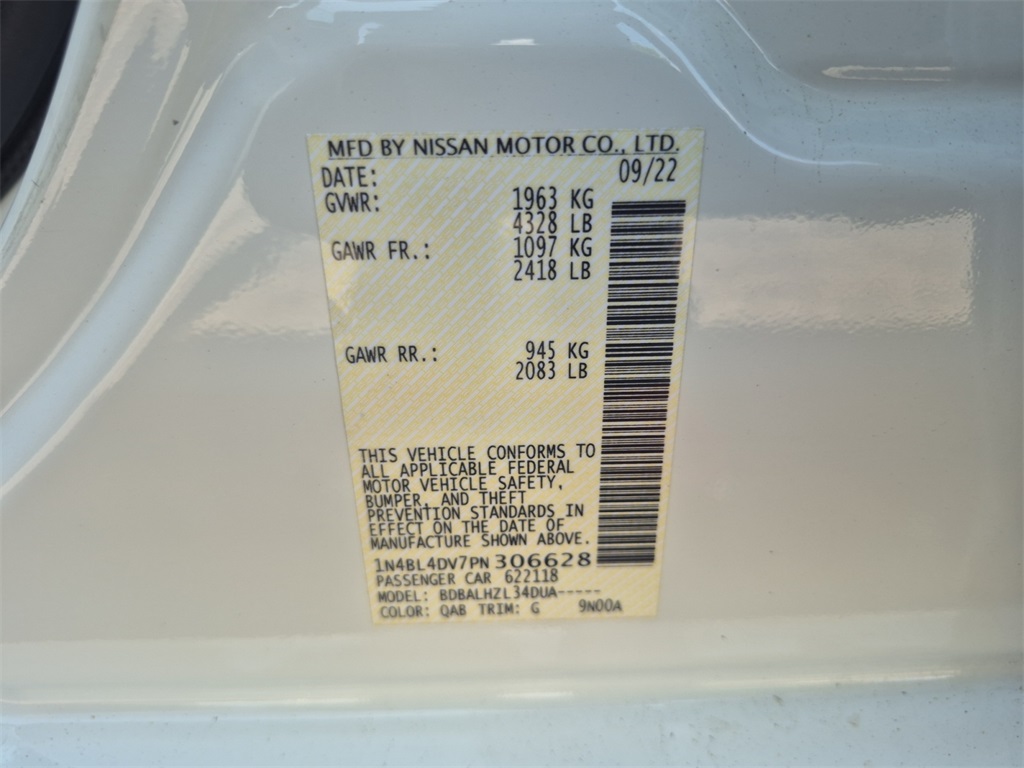 MFD BY NISSAN MOTOR CO., LTD.
DATE: 09/22
GVWR: 1963 KG
4328 LB
GAWR FR.: 1097 KG
2418 LB
GAWR RR.: 945 KG
2083 LB
THIS VEHICLE CONFORMS TO
ALL APPLICABLE FEDERAL
MOTOR VEHICLE SAFETY,
BUMPER, AND THEFT
PREVENTION STANDARDS IN
EFFECT ON THE DATE OF
MANUFACTURE SHOWN ABOVE.
1N4BL4DV7PN306628
PASSENGER CAR 622118
MODEL: BDBALHZL34DUA-----
COLOR: QAB TRIM: G 9N00A